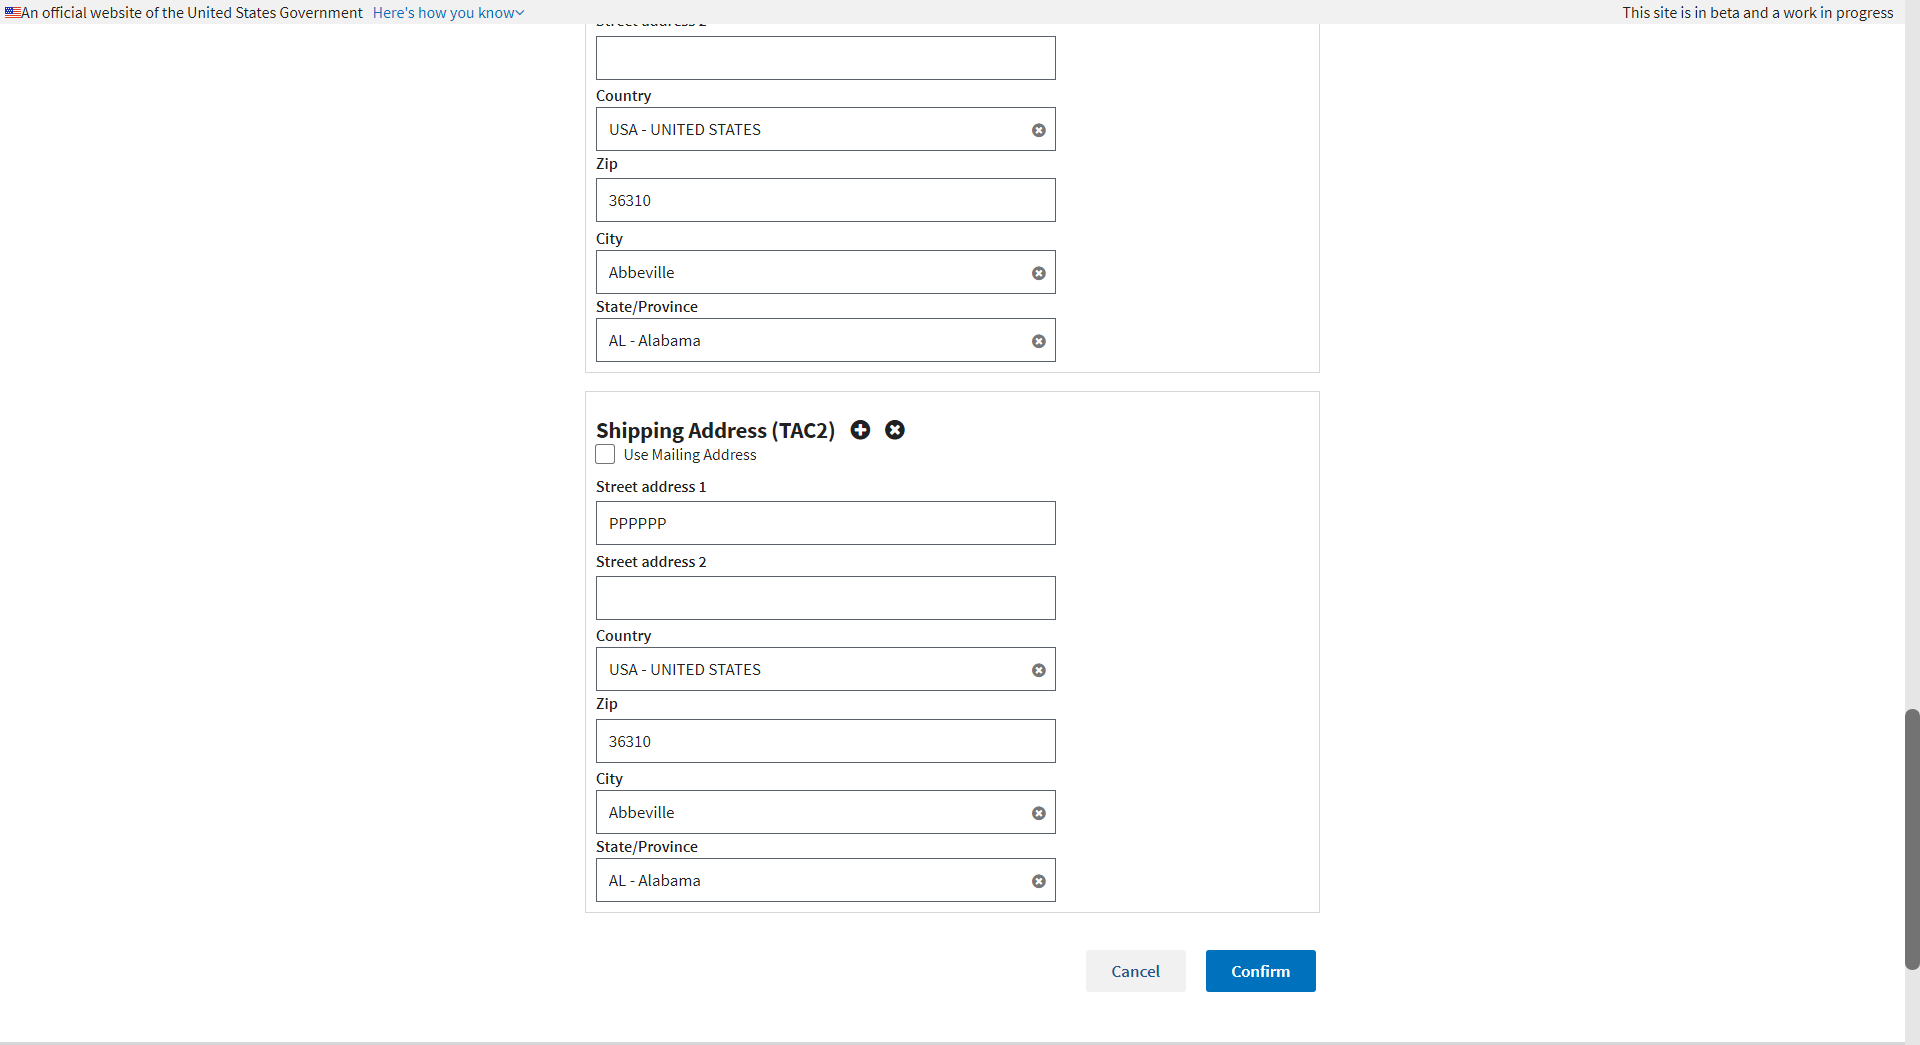 An official website of the United States Government Here's how you know
This site is in beta and a work in progress
Street address 2
Country
USA - UNITED STATES
Zip
36310
City
Abbeville
State/Province
AL - Alabama
Shipping Address (TAC2)
Use Mailing Address
Street address 1
PPPPPP
Street address 2
Country
USA - UNITED STATES
Zip
36310
City
Abbeville
State/Province
AL - Alabama
Cancel
Confirm